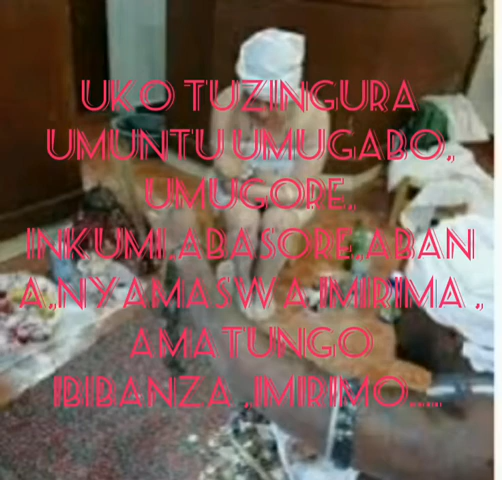 UKO TUZINGURA
UMUNTU UMUGABO,
UMUGORE,
INKUMI,.ABASORE,.ABAN
A,.NYAMASWA IMIRIMA ,
AMATUNGO
IBIBANZA ,.IMIRIMO.....